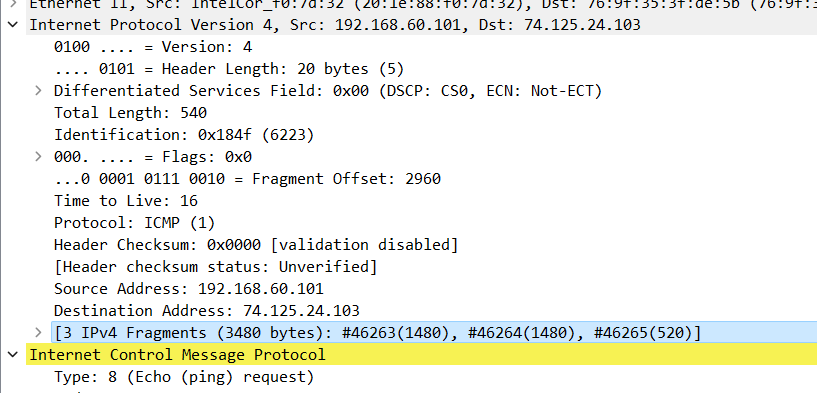 Ethernet II, Src: IntelCor_f0:7d:32 (20:1e:88:f0:7d:32), Dst: 76:9f:35:3f:de:5b (76:9f:3
Internet Protocol Version 4, Src: 192.168.60.101, Dst: 74.125.24.103
0100 .... = Version: 4
.... 0101 = Header Length: 20 bytes (5)
Differentiated Services Field: 0x00 (DSCP: CS0, ECN: Not-ECT)
Total Length: 540
Identification: 0x184f (6223)
000. .... = Flags: 0x0
...0 0001 0111 0010 = Fragment Offset: 2960
Time to Live: 16
Protocol: ICMP (1)
Header Checksum: 0x0000 [validation disabled]
[Header checksum status: Unverified]
Source Address: 192.168.60.101
Destination Address: 74.125.24.103
[3 IPv4 Fragments (3480 bytes): #46263(1480), #46264(1480), #46265(520)]
Internet Control Message Protocol
Type: 8 (Echo (ping) request)